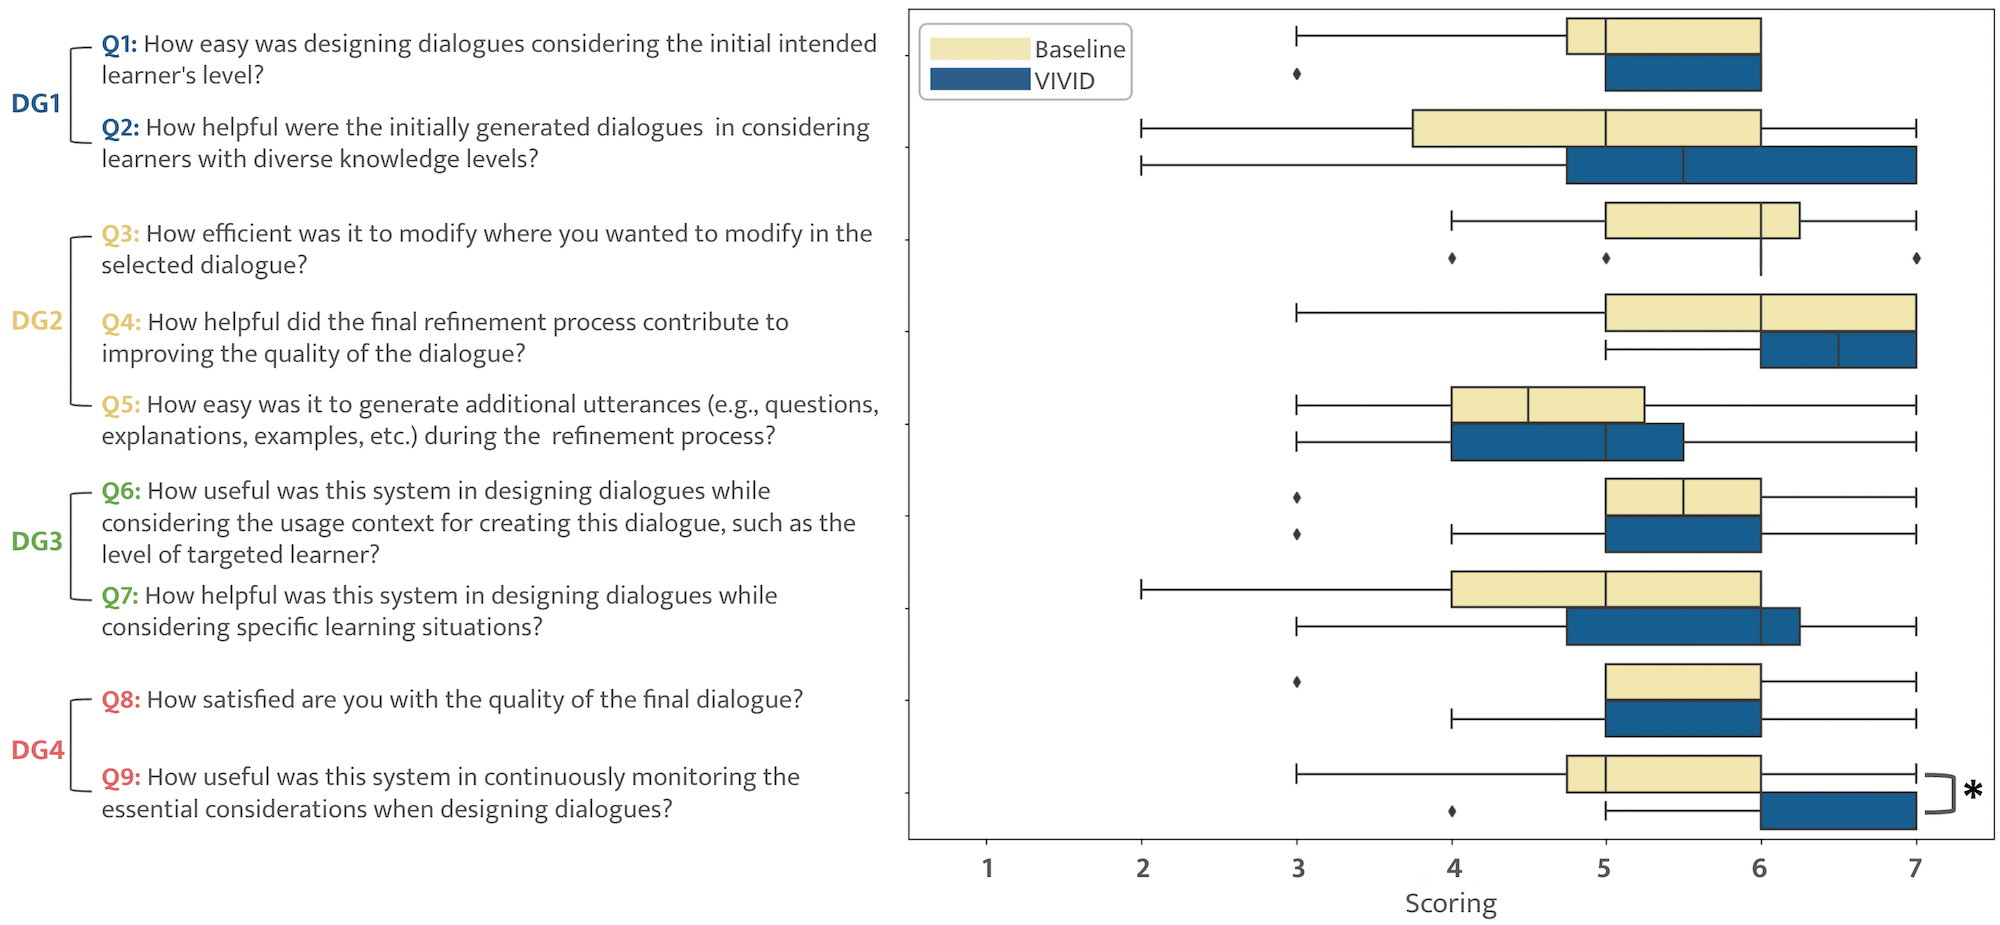 DG1
Q1: How easy was designing dialogues considering the initial intended
learner's level?
Q2: How helpful were the initially generated dialogues in considering
learners with diverse knowledge levels?
DG2
Q3: How efficient was it to modify where you wanted to modify in the
selected dialogue?
Q4: How helpful did the final refinement process contribute to
improving the quality of the dialogue?
Q5: How easy was it to generate additional utterances (e.g., questions,
explanations, examples, etc.) during the refinement process?
DG3
Q6: How useful was this system in designing dialogues while
considering the usage context for creating this dialogue, such as the
level of targeted learner?
Q7: How helpful was this system in designing dialogues while
considering specific learning situations?
DG4
Q8: How satisfied are you with the quality of the final dialogue?
Q9: How useful was this system in continuously monitoring the
essential considerations when designing dialogues?
Baseline
VIVID
*
1 2 3 4 5 6 7
Scoring